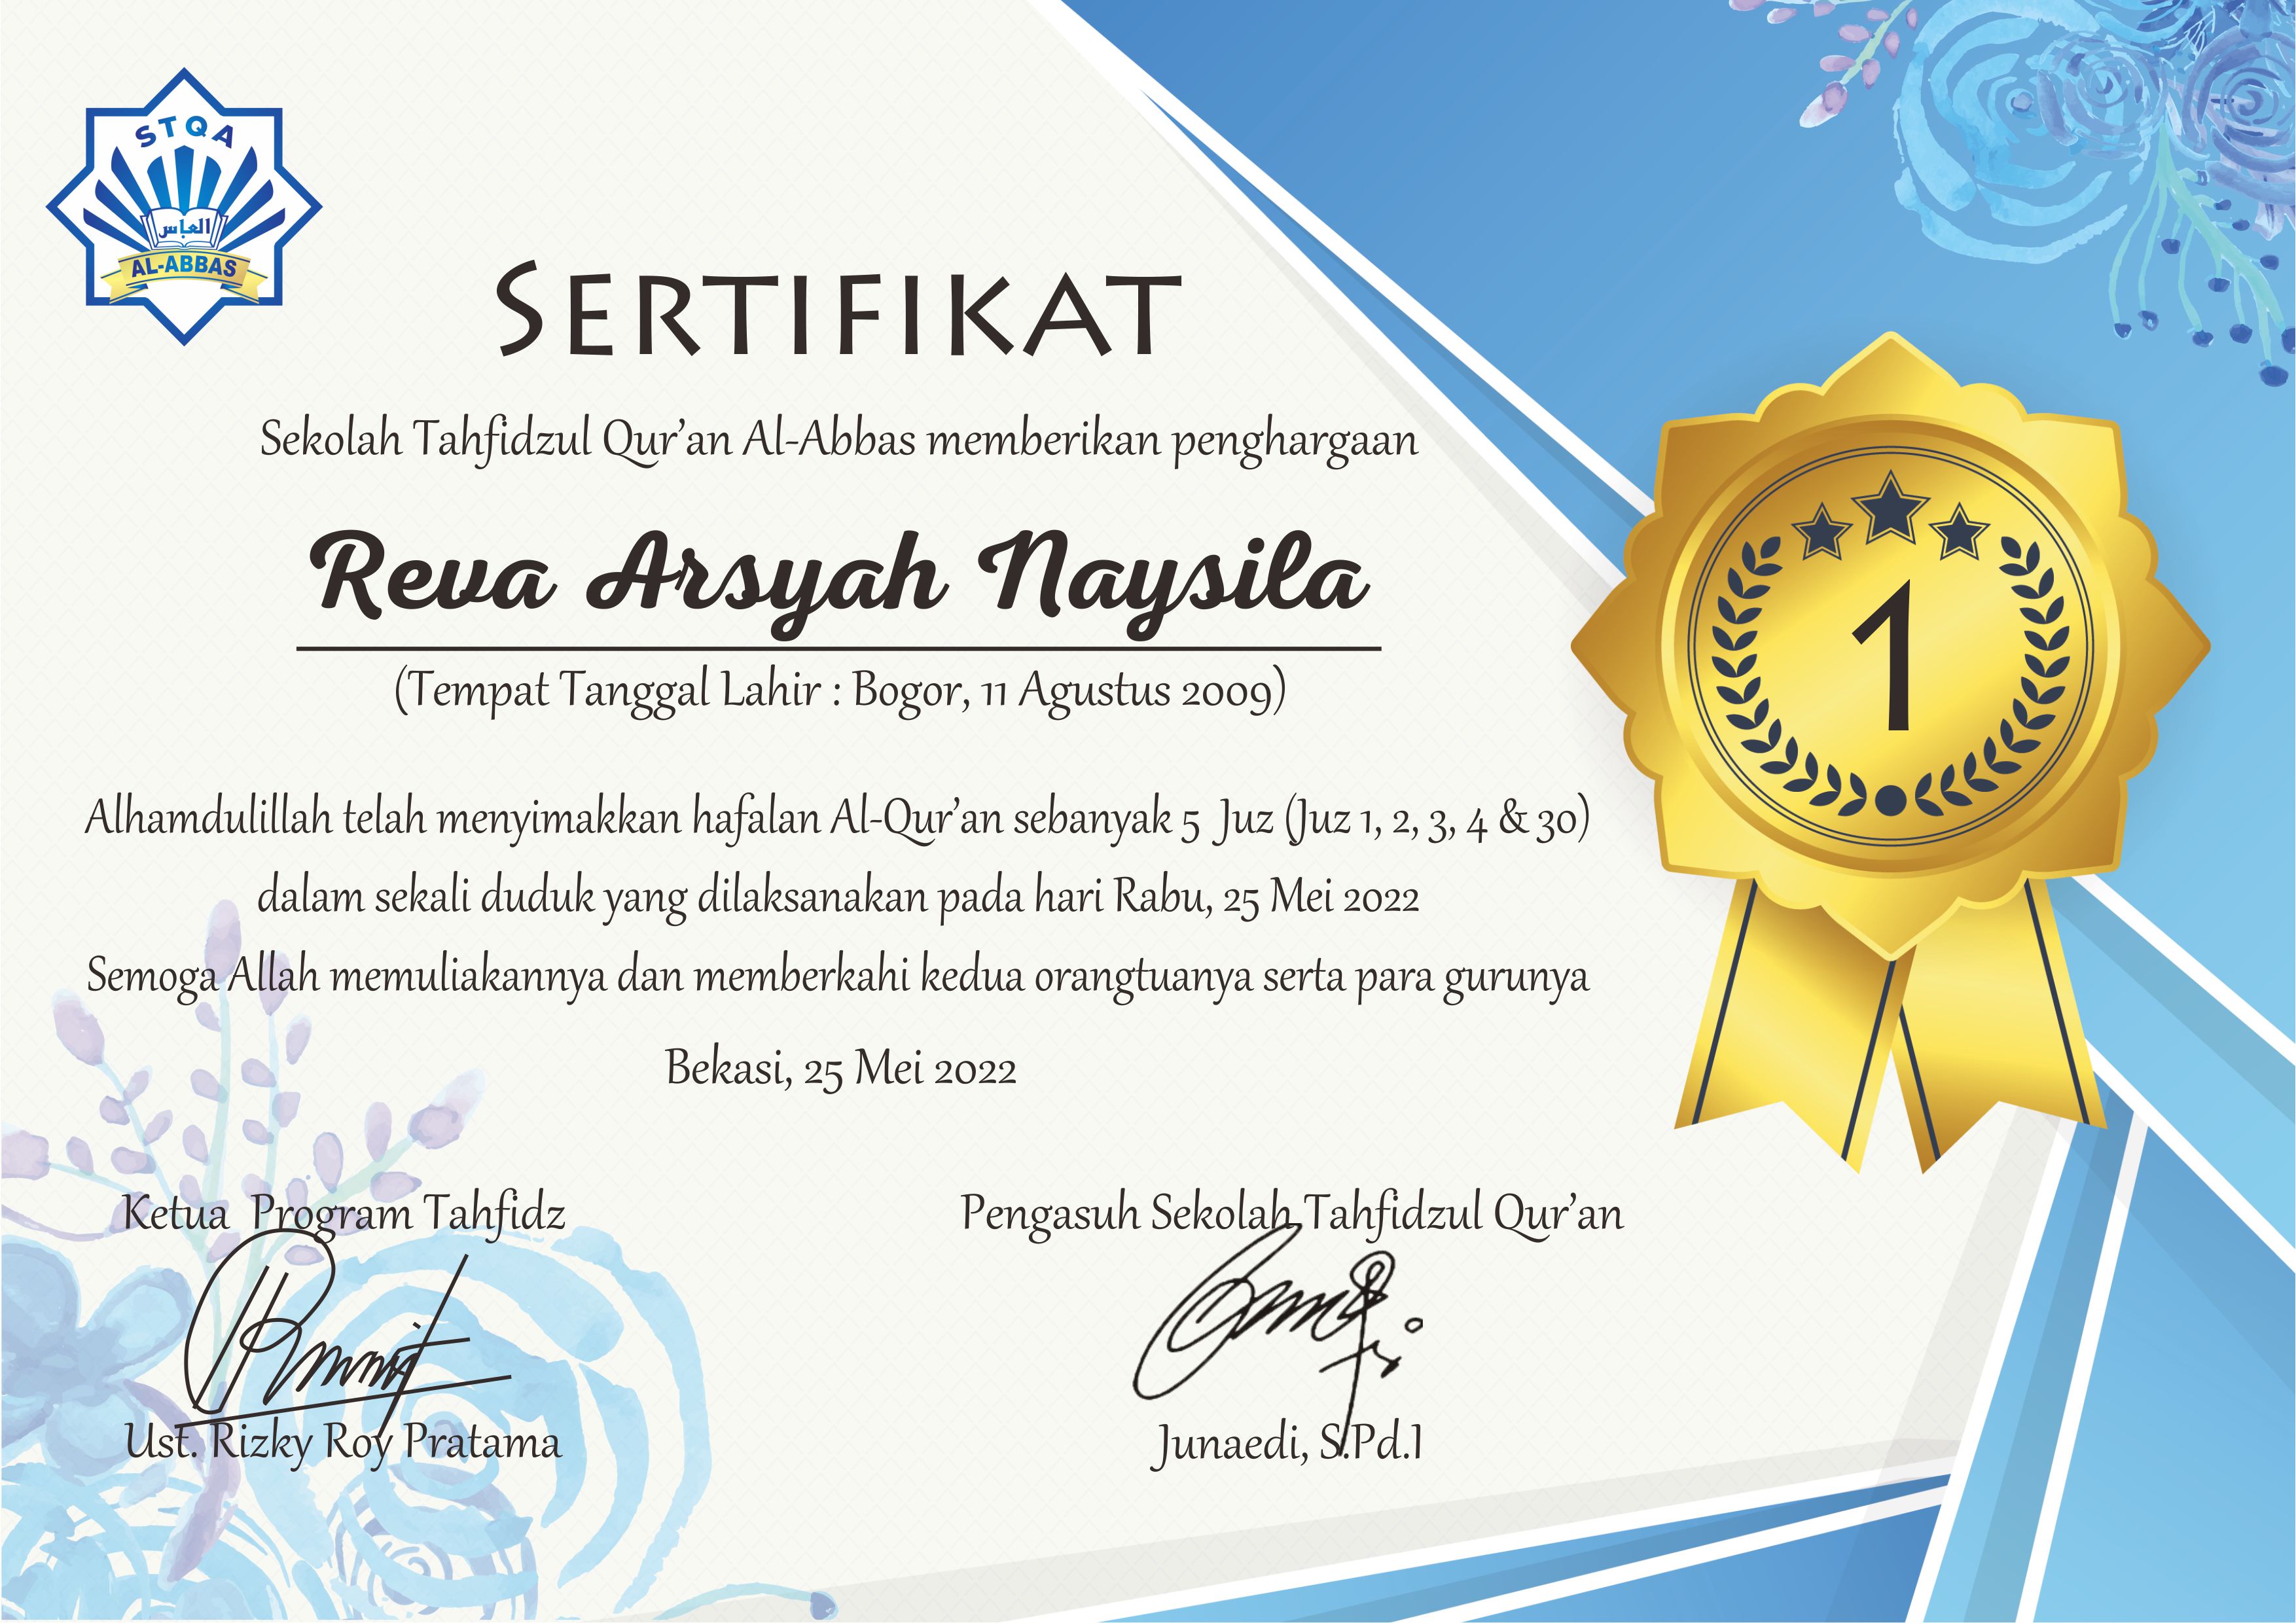 STQA
العباس
AL-ABBAS
SERTIFIKAT
Sekolah Tahfidzul Qur’an Al-Abbas memberikan penghargaan
Reva Arsyah Naysila
(Tempat Tanggal Lahir : Bogor, 11 Agustus 2009)
1
Alhamdulillah telah menyimakkan hafalan Al-Qur’an sebanyak 5 Juz (Juz 1, 2, 3, 4 & 30)
dalam sekali duduk yang dilaksanakan pada hari Rabu, 25 Mei 2022
Semoga Allah memuliakannya dan memberkahi kedua orangtuanya serta para gurunya
Bekasi, 25 Mei 2022
Ketua Program Tahfidz
Pengasuh Sekolah Tahfidzul Qur’an
Ust. Rizky Roy Pratama
Junaedi, S.Pd.I